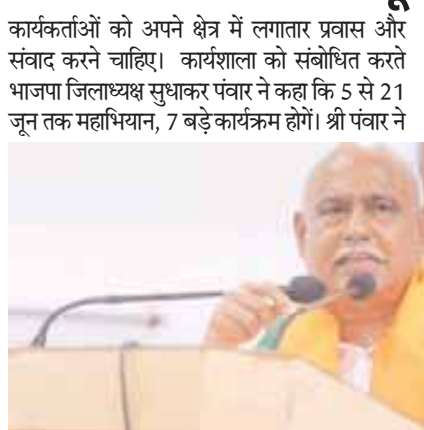 कार्यकर्ताओं को अपने क्षेत्र में लगातार प्रवास और
संवाद करने चाहिए। कार्यशाला को संबोधित करते
भाजपा जिलाध्यक्ष सुधाकर पंवार ने कहा कि 5 से 21
जून तक महाभियान, 7 बड़े कार्यक्रम होगें। श्री पंवार ने